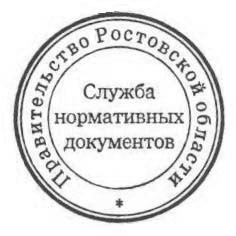 Правительство Ростовской области
Служба
нормативных
документов
*